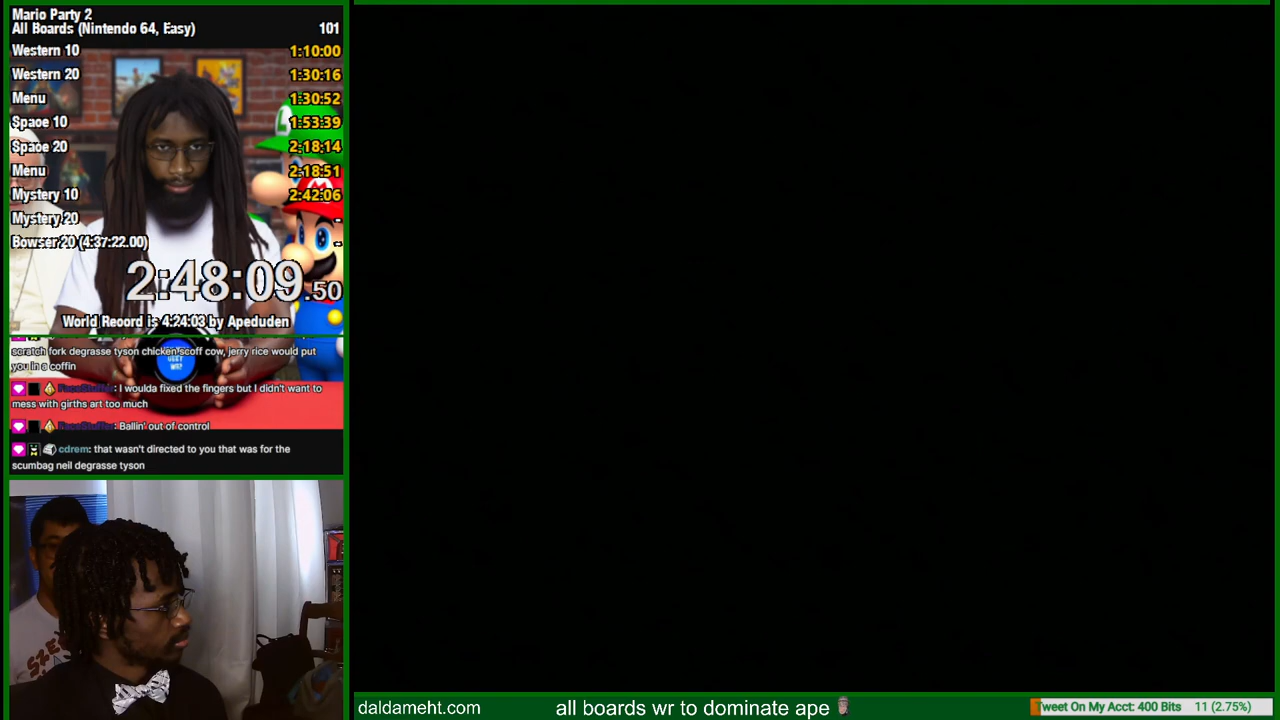 Mario Party 2
All Boards (Nintendo 64, Easy) 101
Western 10 1:10:00
Western 20 1:30:16
Menu 1:30:52
Space 10 1:53:39
Space 20 2:18:14
Menu 2:18:51
Mystery 10 2:42:06
Mystery 20 -
Bowser 20 (4:37:22.00) -
2:48:09.50
World Record is 4:24:03 by Apeduden
scratch fork degrasse tyson chicken scoff cow, jerry rice would put
you in a coffin
: I woulda fixed the fingers but I didn't want to
mess with girths art too much
: Ballin' out of control
cdrem: that wasn't directed to you that was for the
scumbag neil degrasse tyson
daldameht.com
all boards wr to dominate ape
Tweet On My Acct: 400 Bits 11 (2.75%)